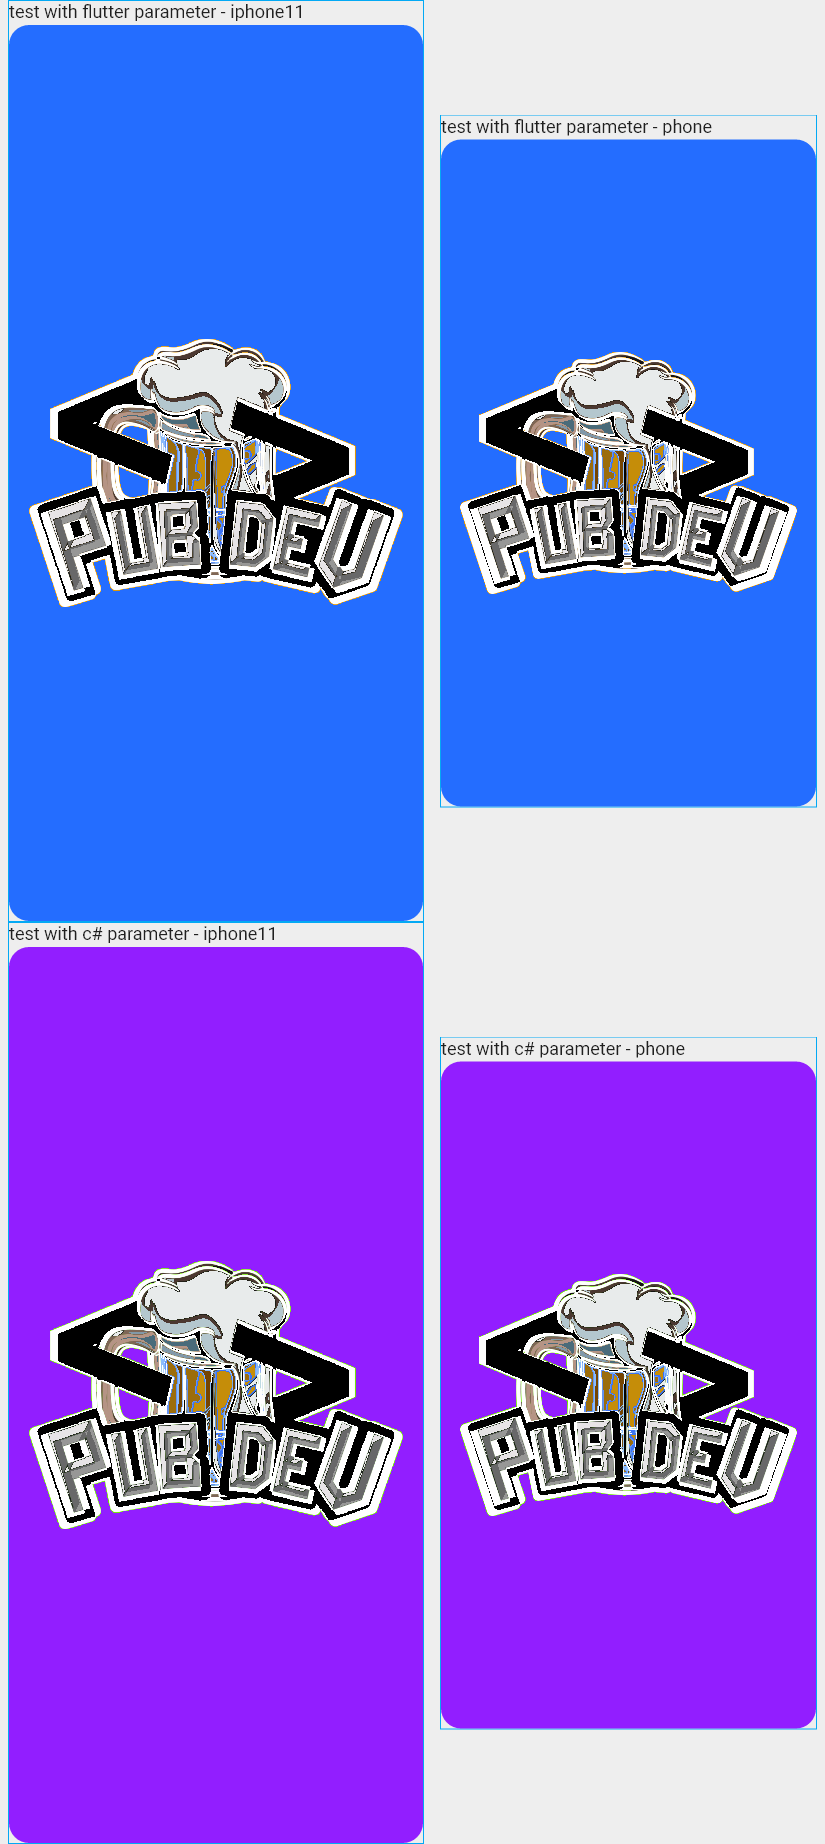 test with flutter parameter - iphone11
PUB DEV
test with flutter parameter - phone
PUB DEV
test with c# parameter - iphone11
PUB DEV
test with c# parameter - phone
PUB DEV